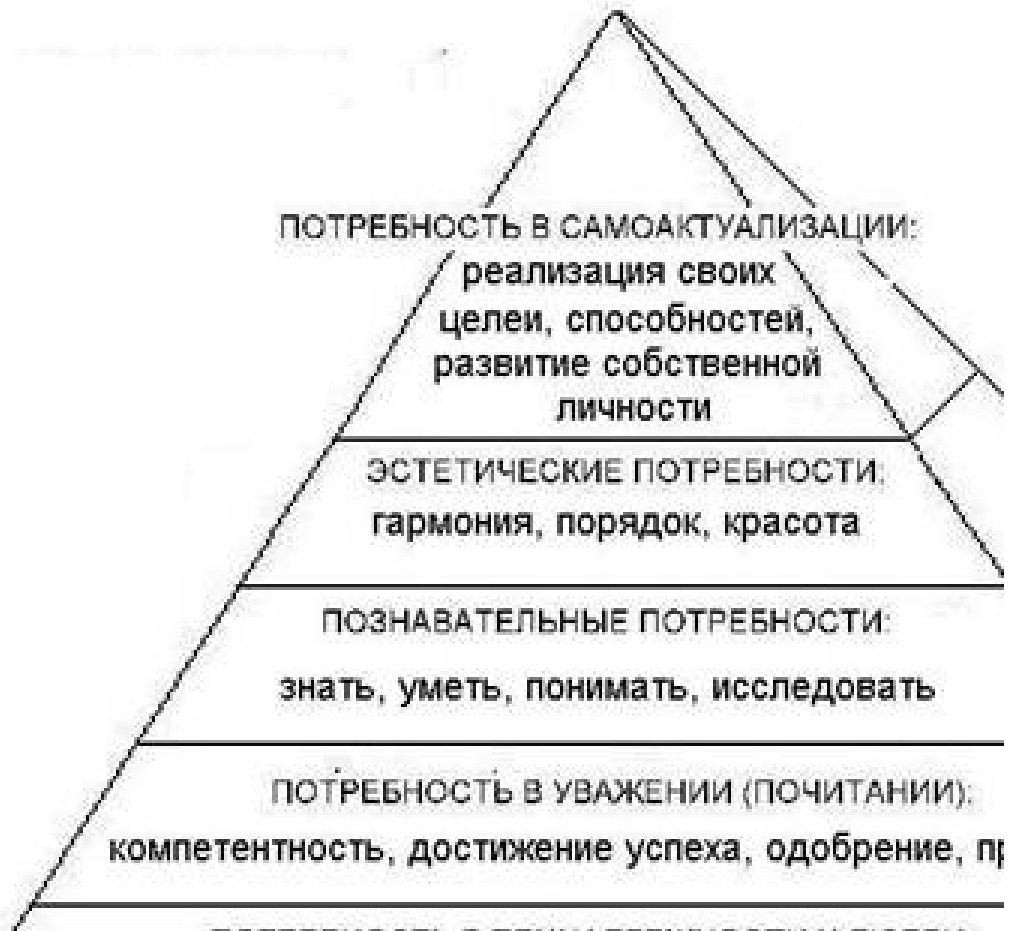 ПОТРЕБНОСТЬ В САМОАКТУАЛИЗАЦИИ:
реализация своих
целеи, способностей,
развитие собственной
личности
ЭСТЕТИЧЕСКИЕ ПОТРЕБНОСТИ:
гармония, порядок, красота
ПОЗНАВАТЕЛЬНЫЕ ПОТРЕБНОСТИ:
знать, уметь, понимать, исследовать
ПОТРЕБНОСТЬ В УВАЖЕНИИ (ПОЧИТАНИИ):
компетентность, достижение успеха, одобрение,